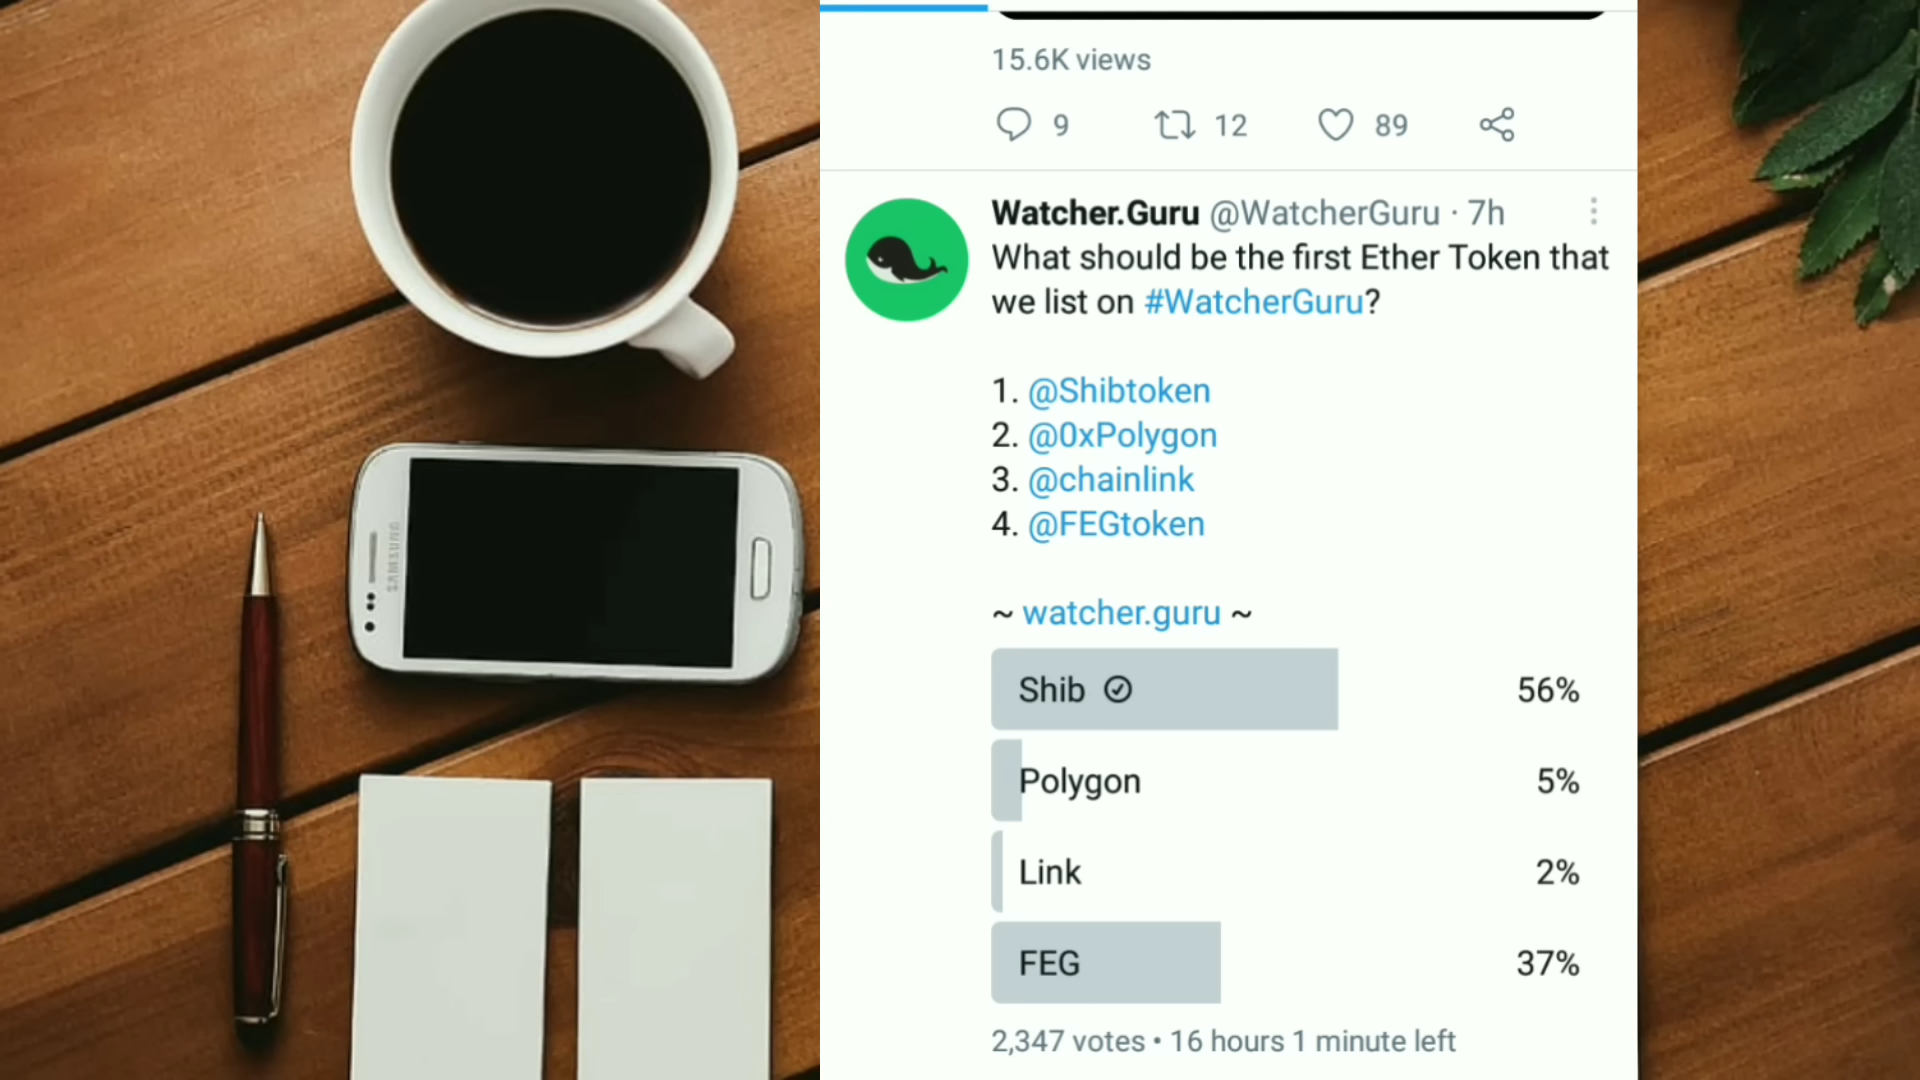 15.6K views
9 12 89
Watcher.Guru @WatcherGuru · 7h
What should be the first Ether Token that
we list on #WatcherGuru?
1. @Shibtoken
2. @0xPolygon
3. @chainlink
4. @FEGtoken
~ watcher.guru ~
Shib 56%
Polygon 5%
Link 2%
FEG 37%
2,347 votes • 16 hours 1 minute left
SAMSUNG